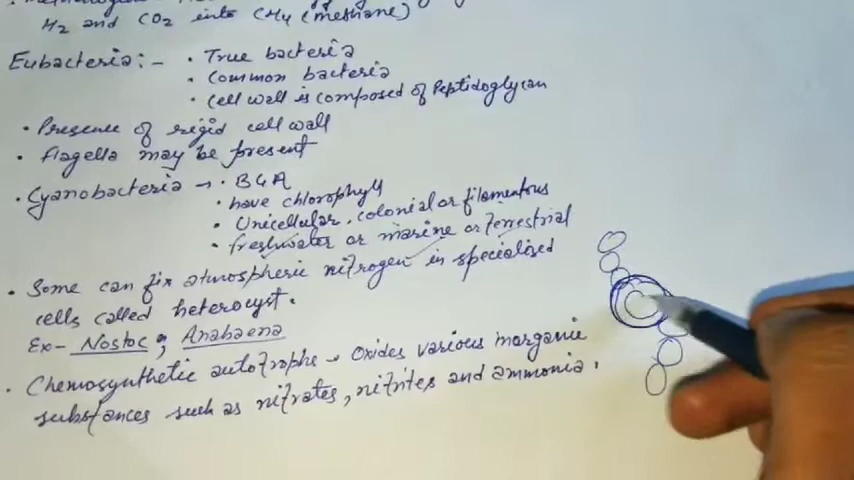 H2 and CO2 into CH4 (methane)
Eubacteria:- • True bacteria
• Common bacteria
• Cell wall is composed of Peptidoglycan
• Presence of rigid cell wall
• Flagella may be present
• Cyanobacteria → • BGA
• have chlorophyll
• Unicellular, colonial or filamentous
• freshwater or marine or terrestrial
• Some can fix atmospheric nitrogen in specialised
cells called heterocyst.
Ex- Nostoc, Anabaena
• Chemosynthetic autotrophs → Oxides various inorganic
substances such as nitrates, nitrites and ammonia.